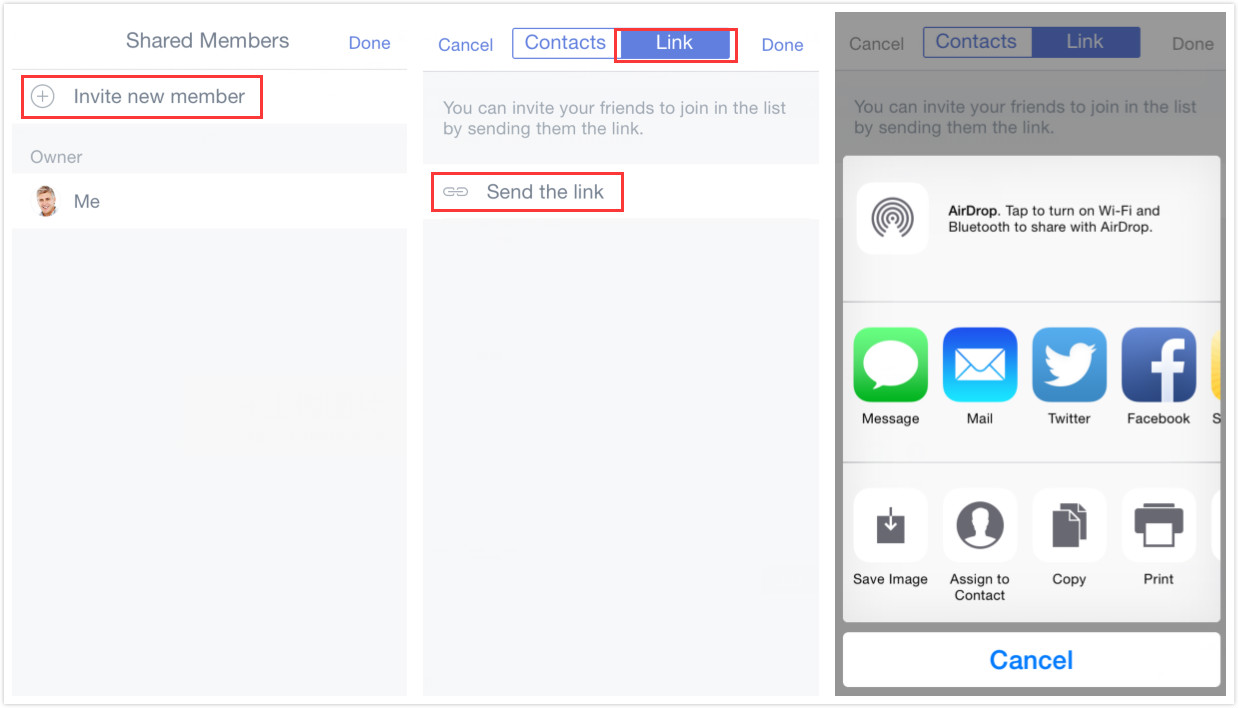 Shared Members
Done
Invite new member
Owner
Me
Cancel
Contacts
Link
Done
You can invite your friends to join in the list
by sending them the link.
Send the link
Cancel
Contacts
Link
Done
You can invite your friends to join in the list
by sending them the link.
AirDrop. Tap to turn on Wi-Fi and
Bluetooth to share with AirDrop.
Message
Mail
Twitter
Facebook
S
Save Image
Assign to
Contact
Copy
Print
Cancel